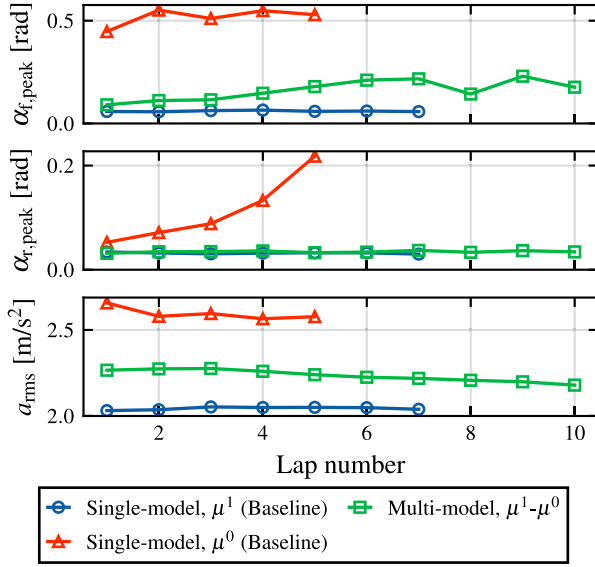 α_f,peak [rad]
0.5
0.0
α_r,peak [rad]
0.2
0.0
a_rms [m/s²]
2.5
2.0
2 4 6 8 10
Lap number
Single-model, μ¹ (Baseline) Multi-model, μ¹-μ⁰
Single-model, μ⁰ (Baseline)